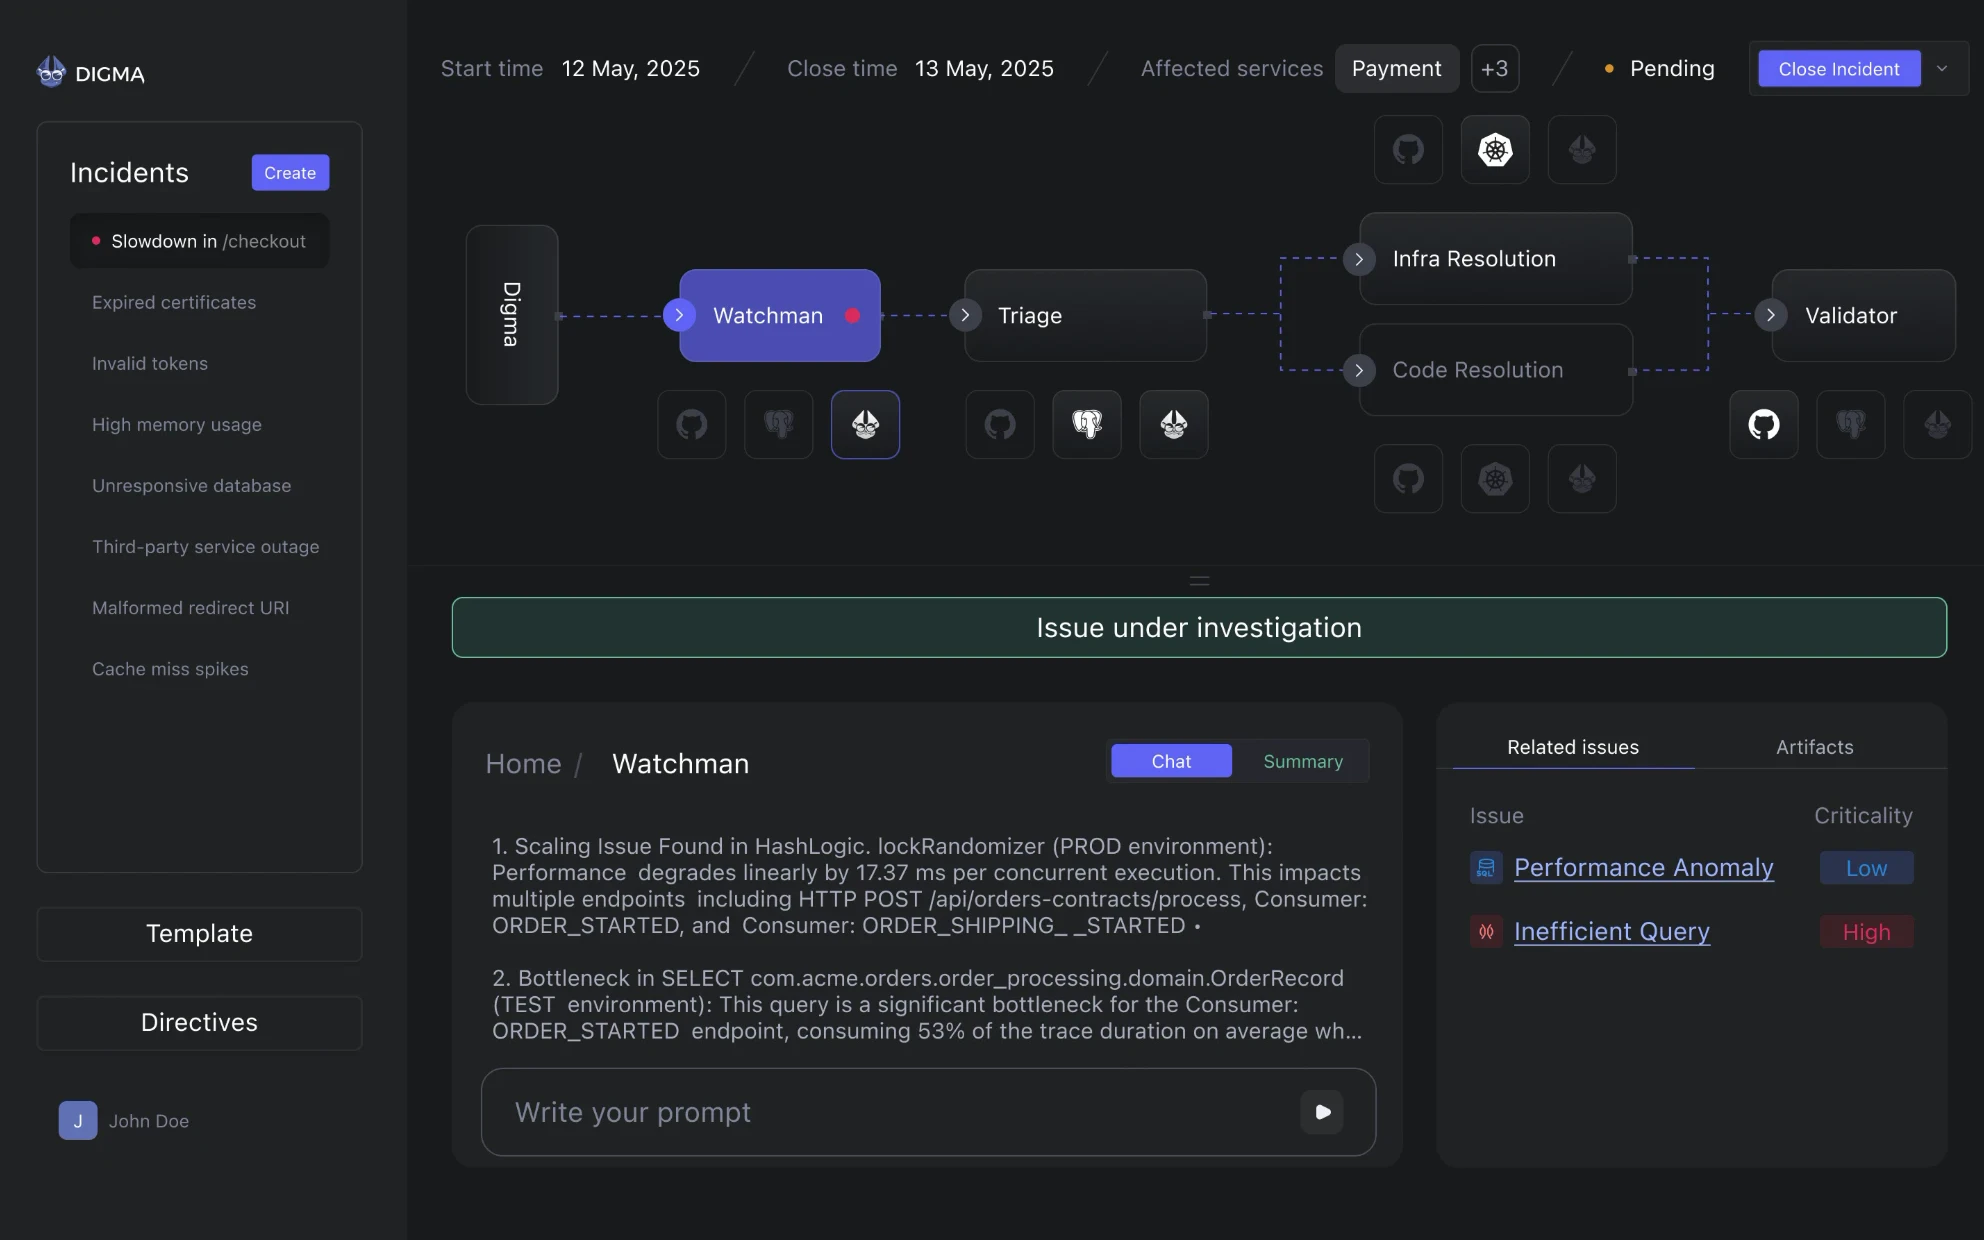 DIGMA
Incidents
Create
Slowdown in /checkout
Expired certificates
Invalid tokens
High memory usage
Unresponsive database
Third-party service outage
Malformed redirect URI
Cache miss spikes
Template
Directives
J
John Doe
Start time 12 May, 2025
Close time 13 May, 2025
Affected services Payment +3
Pending
Close Incident
Digma
Watchman
Triage
Infra Resolution
Code Resolution
Validator
Issue under investigation
Home / Watchman
Chat
Summary
1. Scaling Issue Found in HashLogic. lockRandomizer (PROD environment):
Performance degrades linearly by 17.37 ms per concurrent execution. This impacts
multiple endpoints including HTTP POST /api/orders-contracts/process, Consumer:
ORDER_STARTED, and Consumer: ORDER_SHIPPING_ _STARTED •
2. Bottleneck in SELECT com.acme.orders.order_processing.domain.OrderRecord
(TEST environment): This query is a significant bottleneck for the Consumer:
ORDER_STARTED endpoint, consuming 53% of the trace duration on average wh...
Write your prompt
Related issues
Artifacts
Issue
Criticality
SQL
Performance Anomaly
Low
Inefficient Query
High